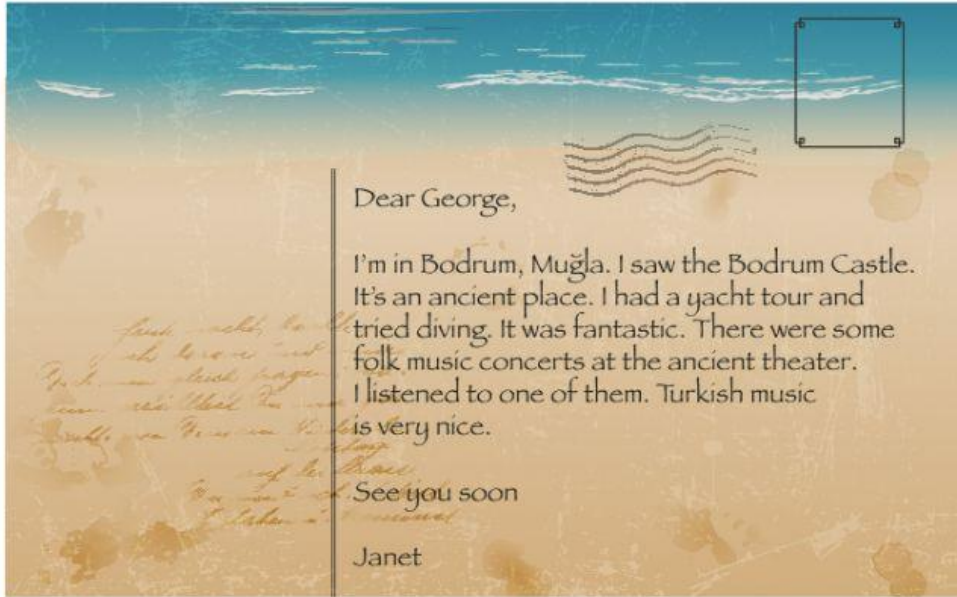 Dear George,
I'm in Bodrum, Muğla. I saw the Bodrum Castle.
It's an ancient place. I had a yacht tour and
tried diving. It was fantastic. There were some
folk music concerts at the ancient theater.
I listened to one of them. Turkish music
is very nice.
See you soon
Janet